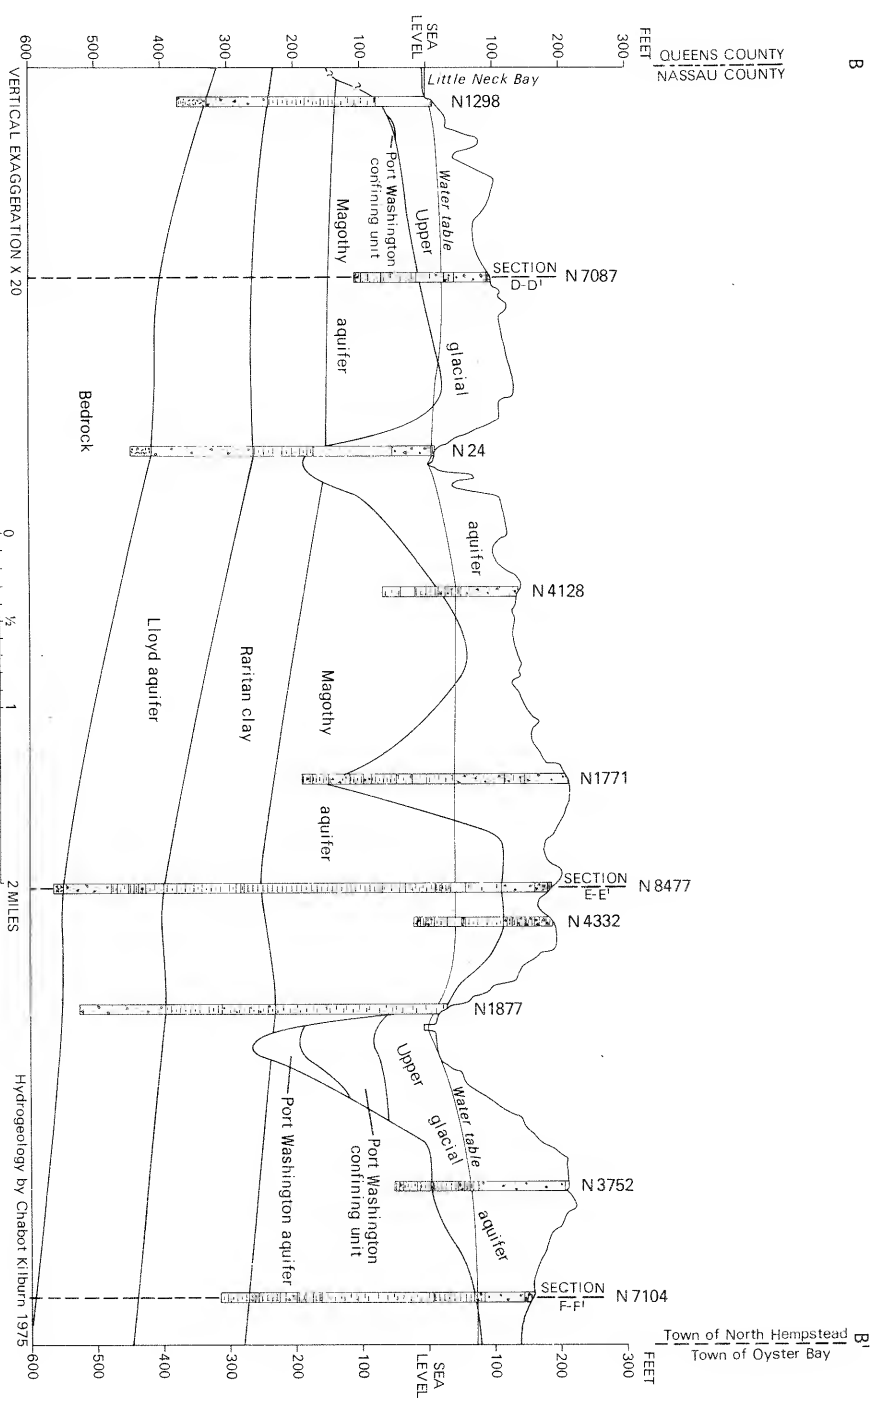 B
QUEENS COUNTY
NASSAU COUNTY
FEET
300
200
100
SEA
LEVEL
100
200
300
400
500
600
VERTICAL EXAGGERATION X 20
Little Neck Bay
N1298
Port Washington
confining unit
Water table
Upper
Magothy
SECTION
D-D'
N 7087
glacial
aquifer
Bedrock
N 24
aquifer
N 4128
Lloyd aquifer
Raritan clay
Magothy
N1771
aquifer
SECTION
E-E'
N 8477
N 4332
N1877
Upper
Water table
glacial
N 3752
aquifer
Port Washington
confining unit
Port Washington aquifer
SECTION
F-F'
N 7104
0
½
1
2 MILES
Hydrogeology by Chabot Kilburn 1975
B'
Town of North Hempstead
Town of Oyster Bay
FEET
300
200
100
SEA
LEVEL
100
200
300
400
500
600